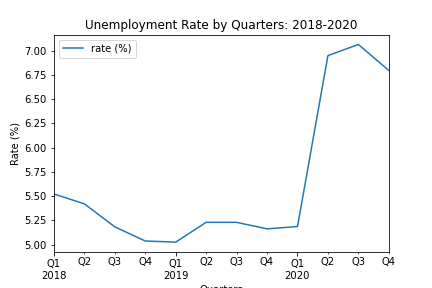 Unemployment Rate by Quarters: 2018-2020
rate (%)
7.00
6.75
6.50
6.25
6.00
5.75
5.50
5.25
5.00
Rate (%)
Q1 Q2 Q3 Q4 Q1 Q2 Q3 Q4 Q1 Q2 Q3 Q4
2018 2019 2020
Quarters